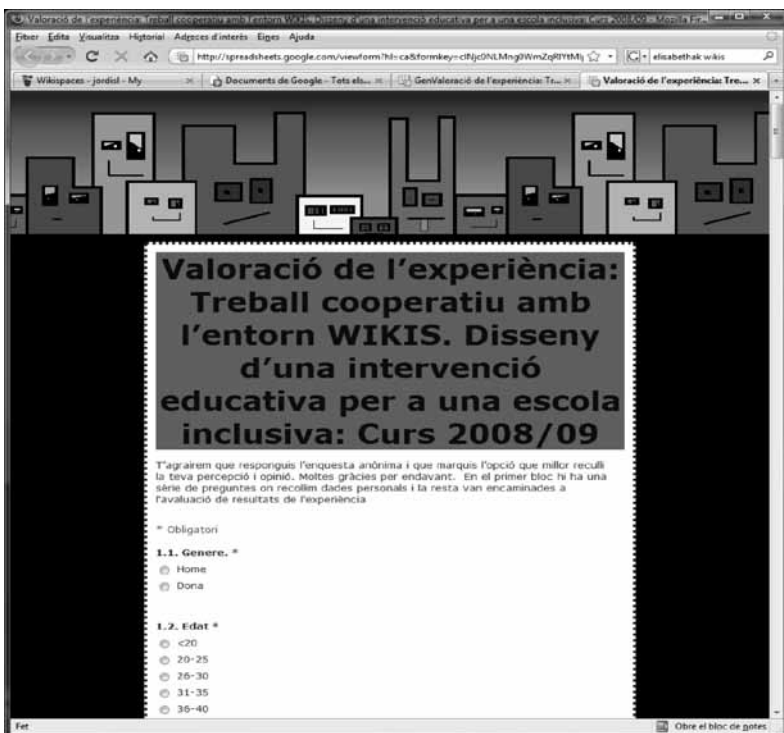 Valoració de l'experiència: Treball cooperatiu amb l'entorn WIKIS. Disseny d'una intervenció educativa per a una escola inclusiva: Curs 2008/09 - Mozilla Fir...
Fitxer Edita Visualitza Historial Adreces d'interès Eines Ajuda
http://spreadsheets.google.com/viewform?hl=ca&formkey= elisabethak wikis
Wikispaces - jordisl - My
Documents de Google - Tots els...
GenValoració de l'experiència: Tr...
Valoració de l'experiència: Tre...
Valoració de l'experiència:
Treball cooperatiu amb
l'entorn WIKIS. Disseny
d'una intervenció
educativa per a una escola
inclusiva: Curs 2008/09
T'agrairem que responguis l'enquesta anònima i que marquis l'opció que millor reculli
la teva percepció i opinió. Moltes gràcies per endavant. En el primer bloc hi ha una
sèrie de preguntes on recollim dades personals i la resta van encaminades a
l'avaluació de resultats de l'experiència
* Obligatori
1.1. Genere. *
Home
Dona
1.2. Edat *
<20
20-25
26-30
31-35
36-40
Fet
Obre el bloc de notes